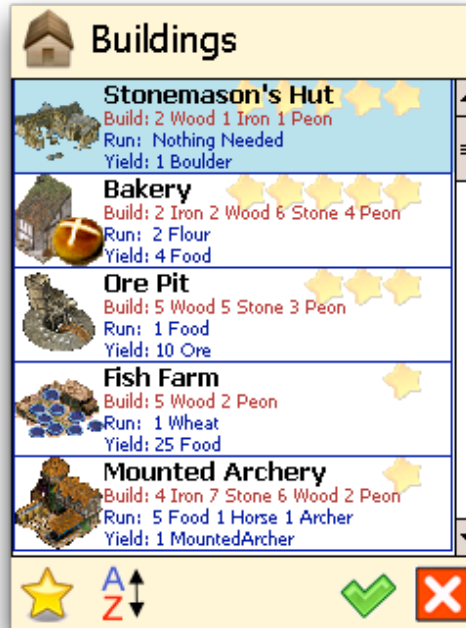 Buildings
Stonemason's Hut
Build: 2 Wood 1 Iron 1 Peon
Run: Nothing Needed
Yield: 1 Boulder
Bakery
Build: 2 Iron 2 Wood 6 Stone 4 Peon
Run: 2 Flour
Yield: 4 Food
Ore Pit
Build: 5 Wood 5 Stone 3 Peon
Run: 1 Food
Yield: 10 Ore
Fish Farm
Build: 5 Wood 2 Peon
Run: 1 Wheat
Yield: 25 Food
Mounted Archery
Build: 4 Iron 7 Stone 6 Wood 2 Peon
Run: 5 Food 1 Horse 1 Archer
Yield: 1 MountedArcher
A
Z